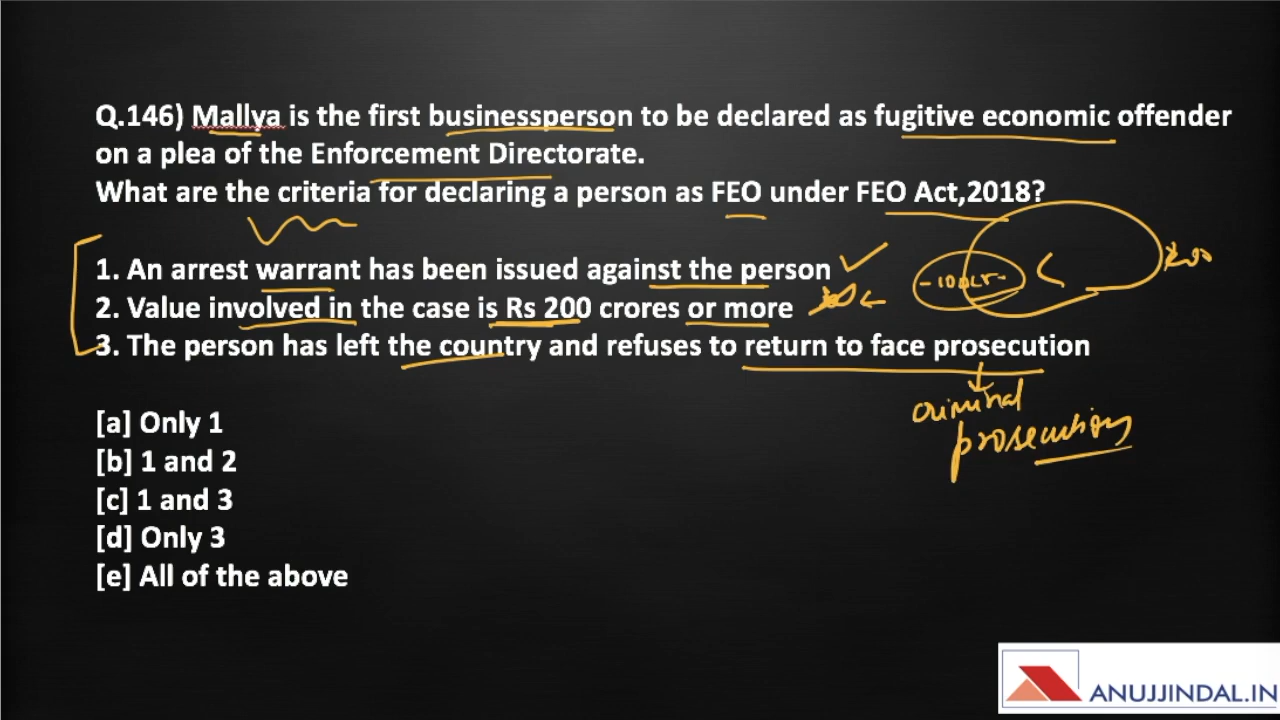 Q.146) Mallya is the first businessperson to be declared as fugitive economic offender
on a plea of the Enforcement Directorate.
What are the criteria for declaring a person as FEO under FEO Act,2018?
1. An arrest warrant has been issued against the person
2. Value involved in the case is Rs 200 crores or more
3. The person has left the country and refuses to return to face prosecution
criminal
prosecution
[a] Only 1
[b] 1 and 2
[c] 1 and 3
[d] Only 3
[e] All of the above
ANUJJINDAL.IN